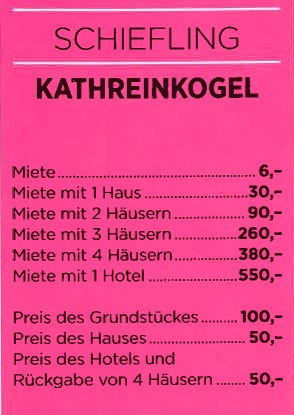 SCHIEFLING
KATHREINKOGEL
Miete ........................................ 6,–
Miete mit 1 Haus .................... 30,–
Miete mit 2 Häusern .............. 90,–
Miete mit 3 Häusern .............260,–
Miete mit 4 Häusern .............380,–
Miete mit 1 Hotel ..................550,–
Preis des Grundstückes .........100,–
Preis des Hauses ................... 50,–
Preis des Hotels und
Rückgabe von 4 Häusern ....... 50,–